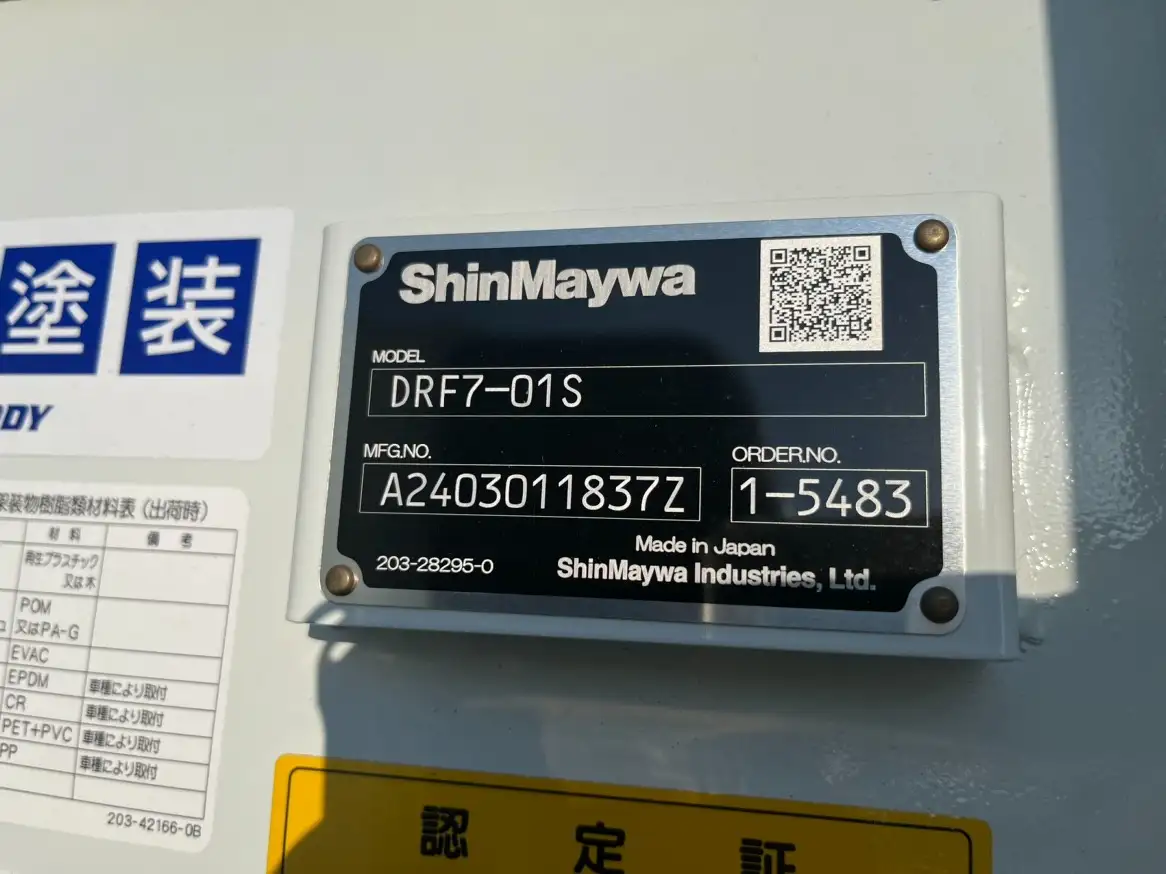 塗装
ShinMaywa
MODEL
DRF7-01S
MFG.NO.
A2403011837Z
ORDER.NO.
1-5483
Made in Japan
203-28295-0
ShinMaywa Industries, Ltd.
装物樹脂類材料表(出荷時)
材料 備考
再生プラスチック
又は木
POM
又はPA-G
EVAC
EPDM 車種により取付
CR 車種により取付
PET+PVC 車種により取付
PP 車種により取付
203-42166-0B
認定証